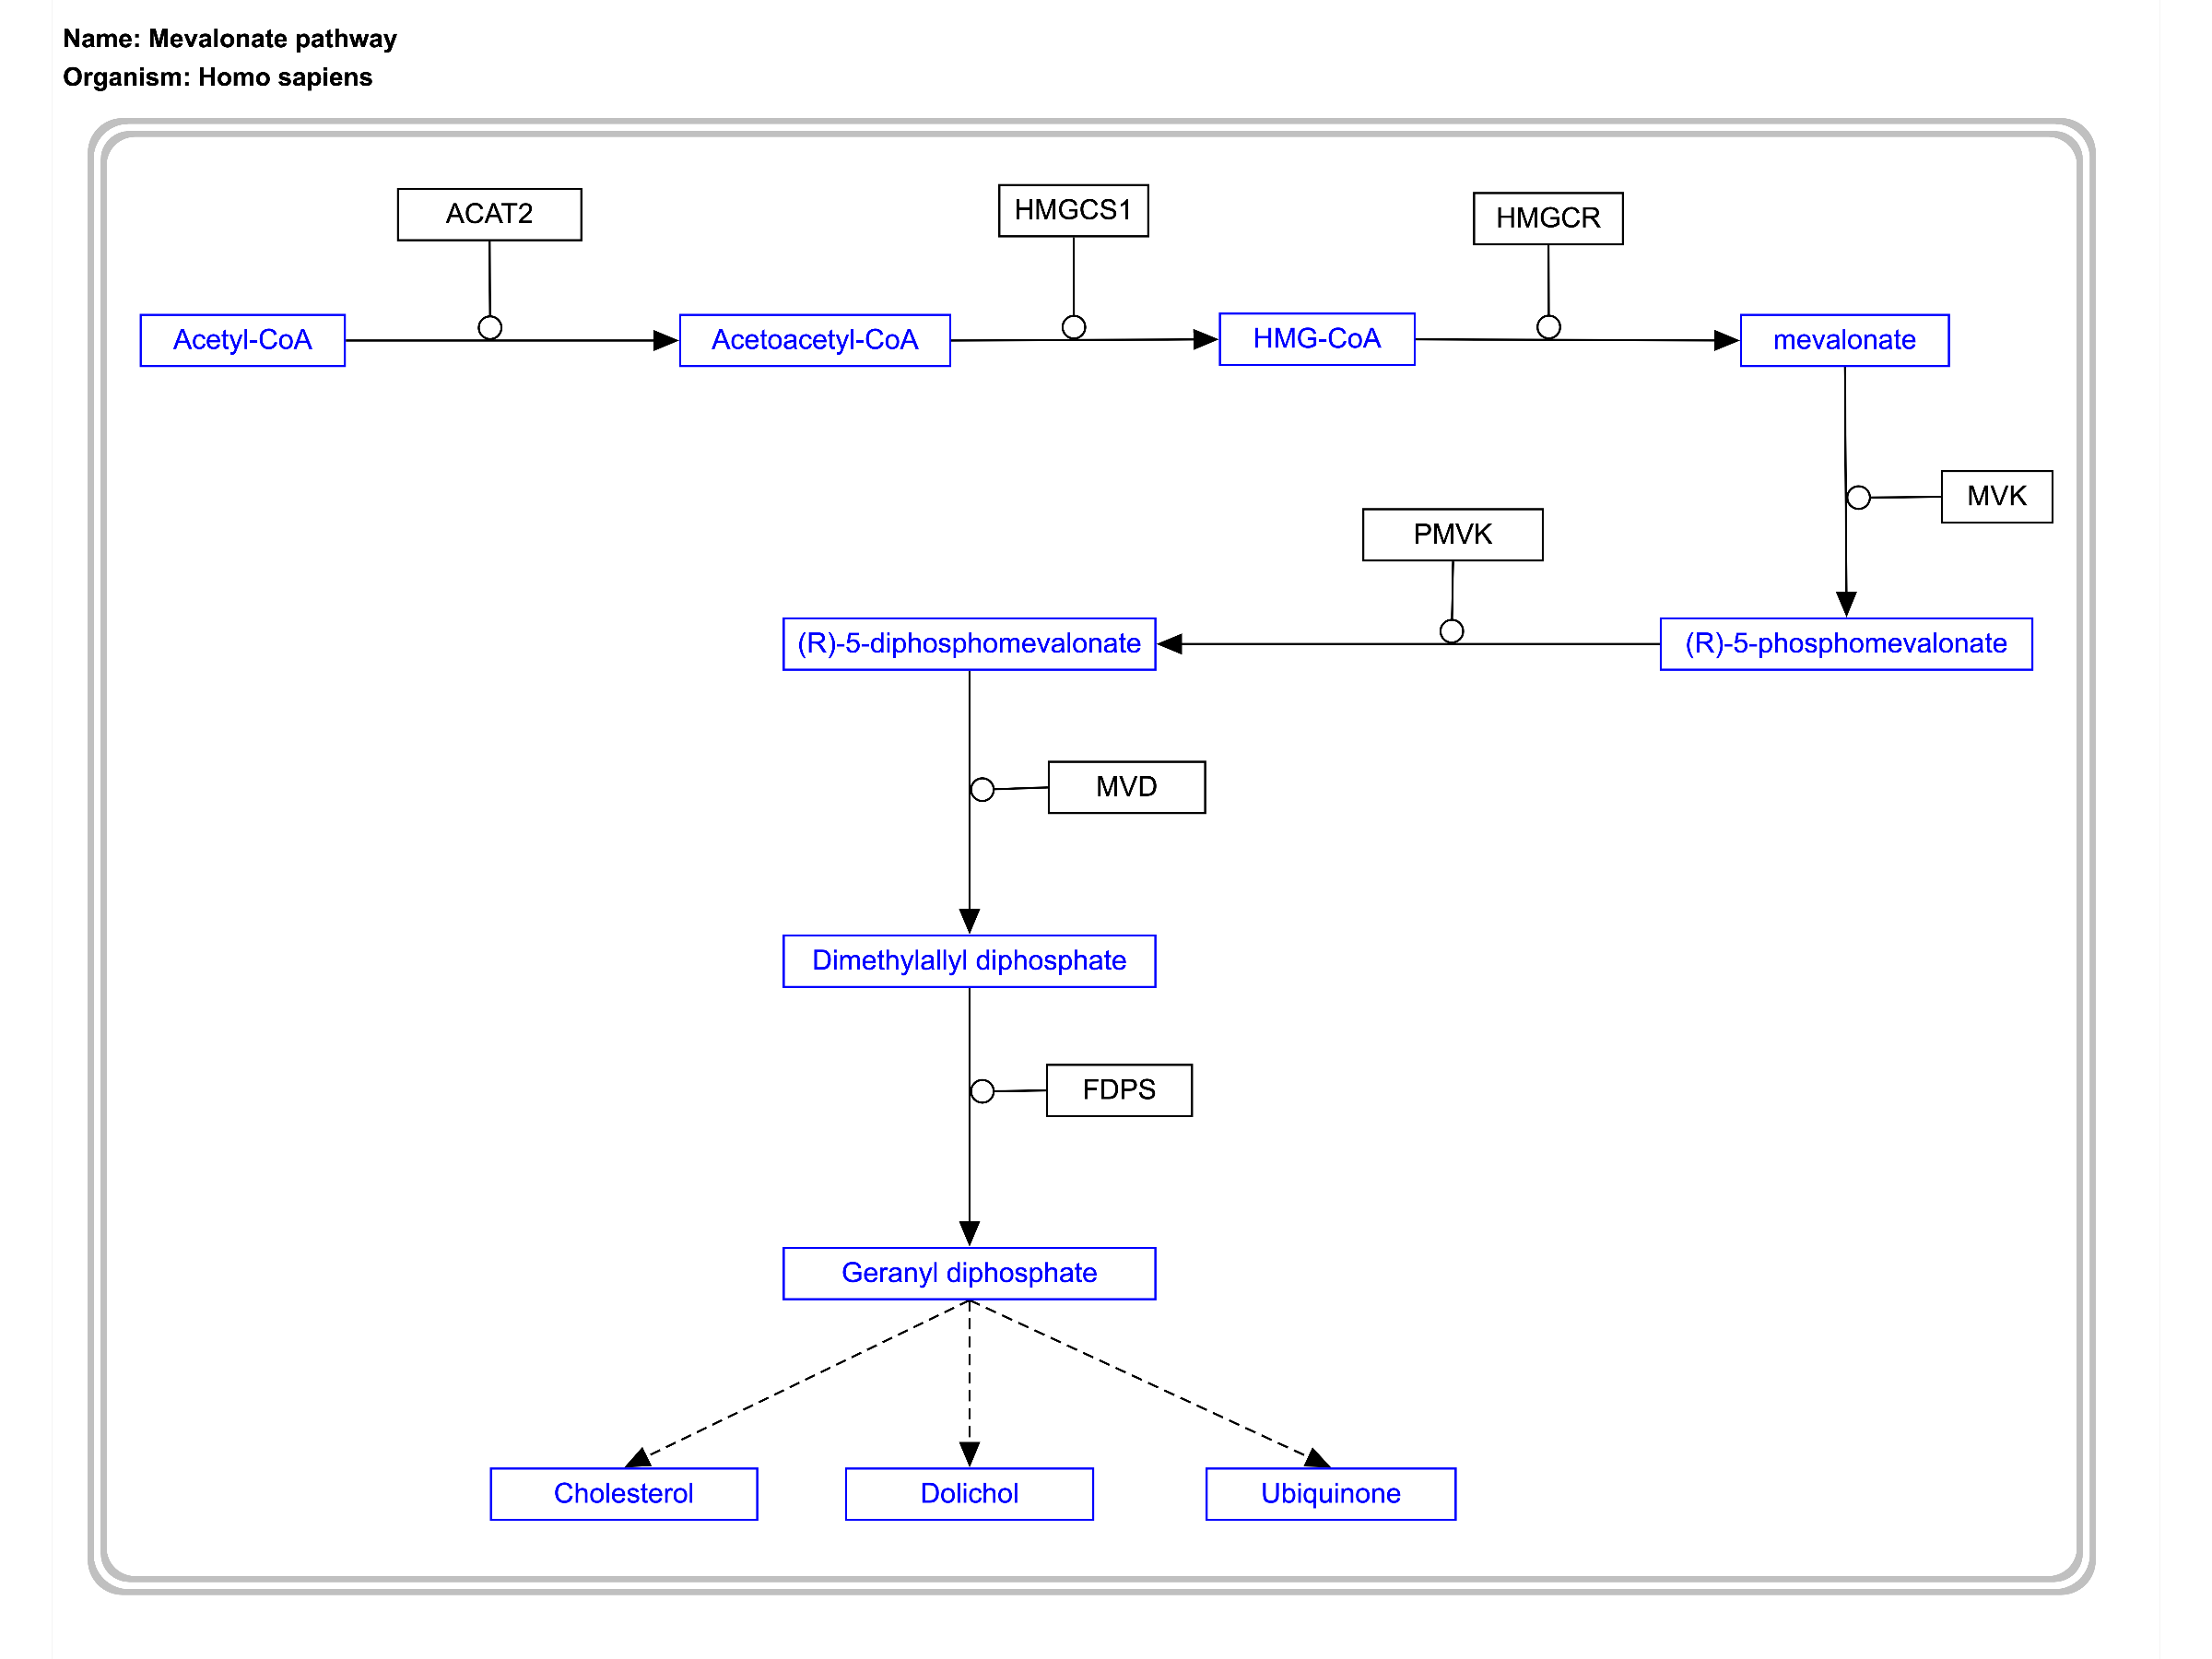 Name: Mevalonate pathway
Organism: Homo sapiens
ACAT2
HMGCS1
HMGCR
Acetyl-CoA
Acetoacetyl-CoA
HMG-CoA
mevalonate
MVK
PMVK
(R)-5-diphosphomevalonate
(R)-5-phosphomevalonate
MVD
Dimethylallyl diphosphate
FDPS
Geranyl diphosphate
Cholesterol
Dolichol
Ubiquinone